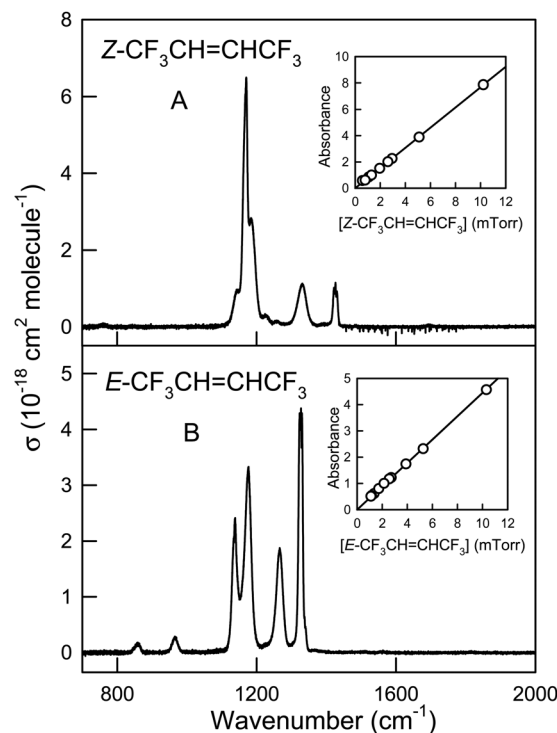 8
6
4
2
0
Z-CF₃CH=CHCF₃
A
10
8
6
4
2
0
Absorbance
0 2 4 6 8 10 12
[Z-CF₃CH=CHCF₃] (mTorr)
σ (10⁻¹⁸ cm² molecule⁻¹)
5
4
3
2
1
0
E-CF₃CH=CHCF₃
B
5
4
3
2
1
0
Absorbance
0 2 4 6 8 10 12
[E-CF₃CH=CHCF₃] (mTorr)
800 1200 1600 2000
Wavenumber (cm⁻¹)